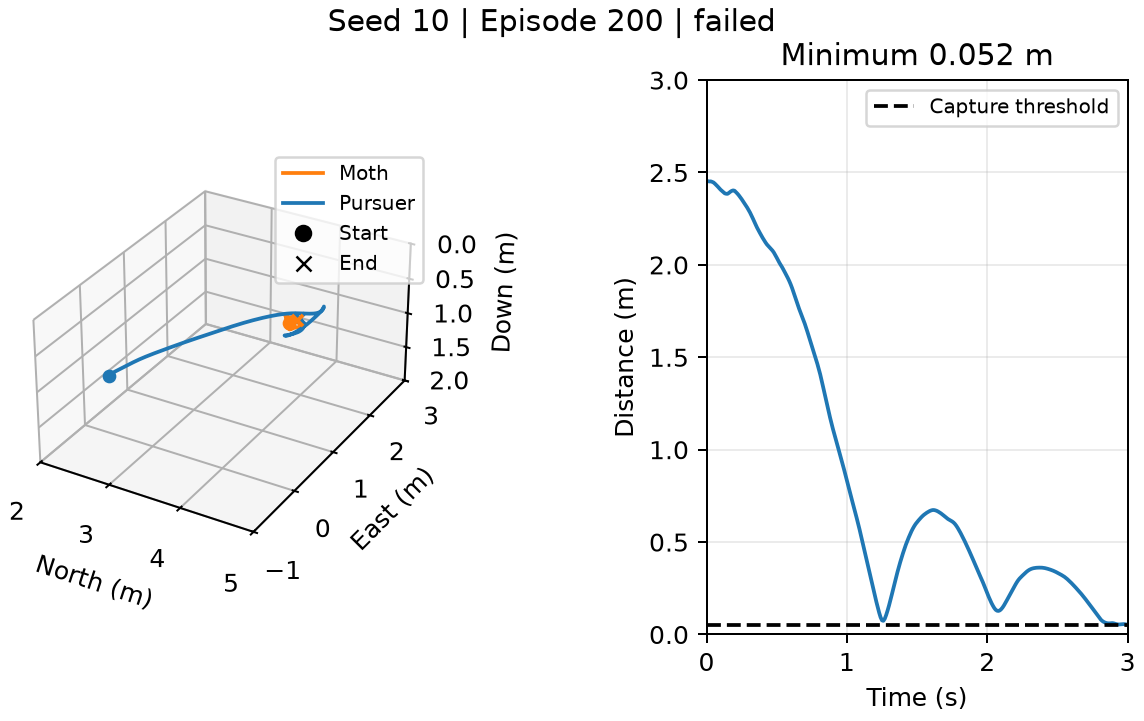 Seed 10 | Episode 200 | failed
Moth
Pursuer
Start
End
0.0
0.5
1.0
1.5
2.0
Down (m)
3
2
1
0
−1
East (m)
2
3
4
5
North (m)
Minimum 0.052 m
Capture threshold
3.0
2.5
2.0
1.5
1.0
0.5
0.0
Distance (m)
0
1
2
3
Time (s)